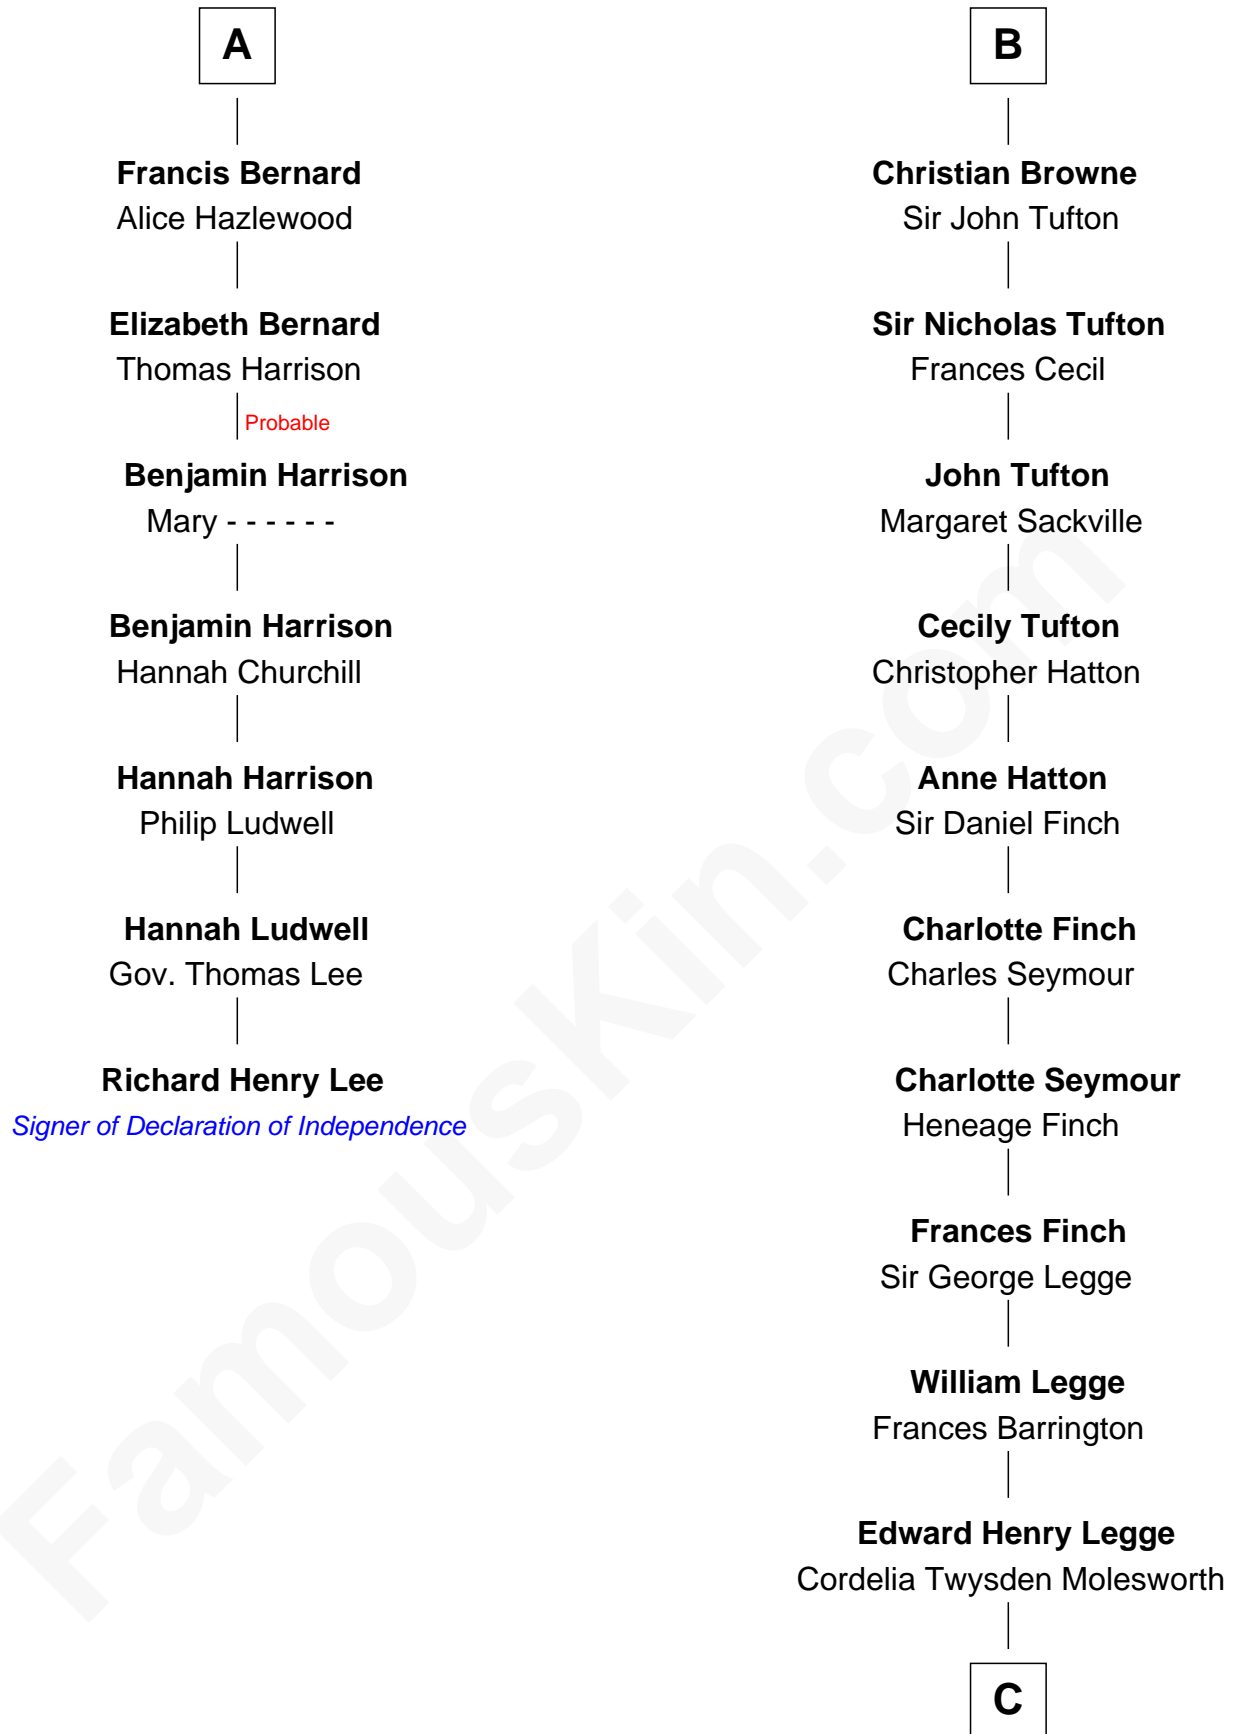 A
Francis Bernard
Alice Hazlewood
Elizabeth Bernard
Thomas Harrison
Probable
Benjamin Harrison
Mary - - - - - -
Benjamin Harrison
Hannah Churchill
Hannah Harrison
Philip Ludwell
Hannah Ludwell
Gov. Thomas Lee
Richard Henry Lee
Signer of Declaration of Independence
B
Christian Browne
Sir John Tufton
Sir Nicholas Tufton
Frances Cecil
John Tufton
Margaret Sackville
Cecily Tufton
Christopher Hatton
Anne Hatton
Sir Daniel Finch
Charlotte Finch
Charles Seymour
Charlotte Seymour
Heneage Finch
Frances Finch
Sir George Legge
William Legge
Frances Barrington
Edward Henry Legge
Cordelia Twysden Molesworth
C
FamousKin.com